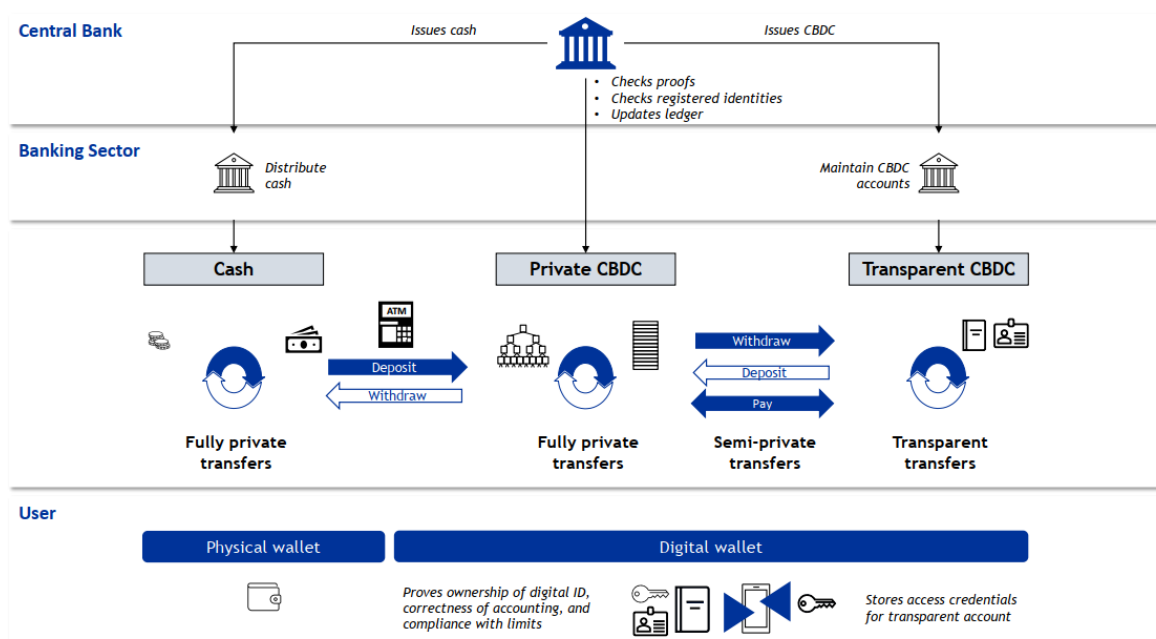 Central Bank
Issues cash
Issues CBDC
• Checks proofs
• Checks registered identities
• Updates ledger
Banking Sector
Distribute
cash
Maintain CBDC
accounts
Cash
Private CBDC
Transparent CBDC
ATM
Deposit
Withdraw
Withdraw
Deposit
Pay
Fully private
transfers
Fully private
transfers
Semi-private
transfers
Transparent
transfers
User
Physical wallet
Digital wallet
Proves ownership of digital ID,
correctness of accounting, and
compliance with limits
Stores access credentials
for transparent account